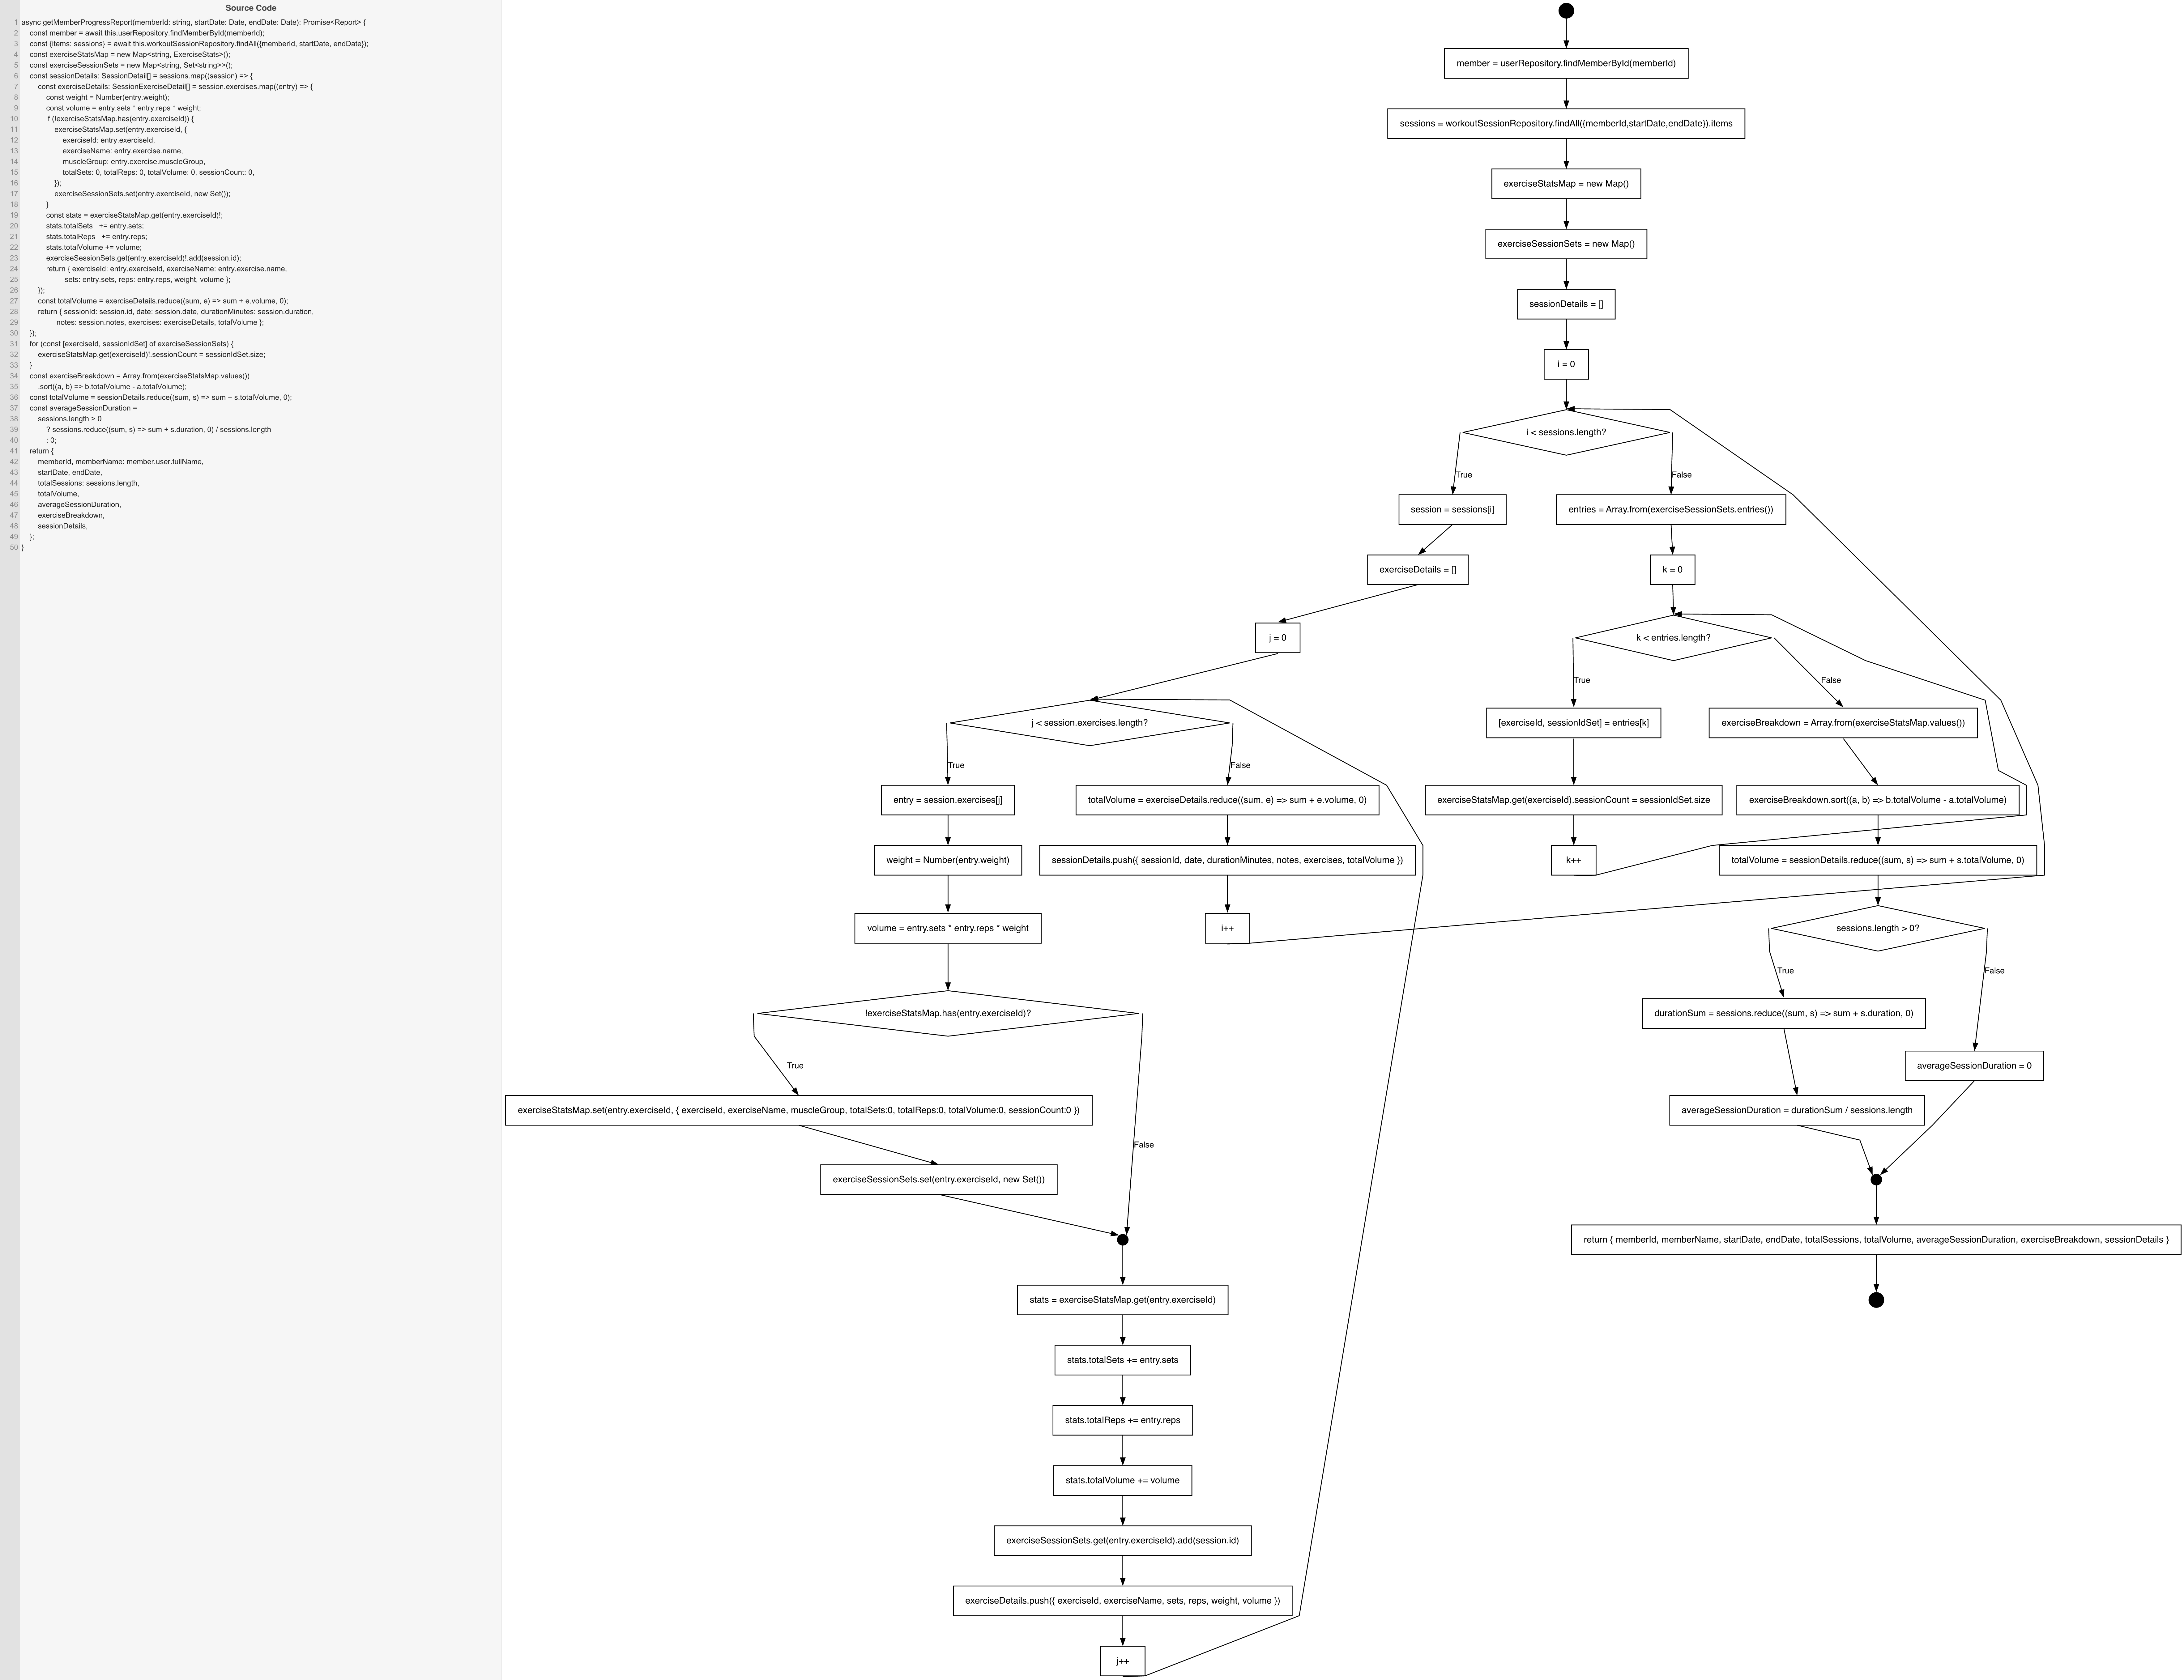 Source Code
1 async getMemberProgressReport(memberId: string, startDate: Date, endDate: Date): Promise<Report> {
2 const member = await this.userRepository.findMemberById(memberId);
3 const {items: sessions} = await this.workoutSessionRepository.findAll({memberId, startDate, endDate});
4 const exerciseStatsMap = new Map<string, ExerciseStats>();
5 const exerciseSessionSets = new Map<string, Set<string>>();
6 const sessionDetails: SessionDetail[] = sessions.map((session) => {
7 const exerciseDetails: SessionExerciseDetail[] = session.exercises.map((entry) => {
8 const weight = Number(entry.weight);
9 const volume = entry.sets * entry.reps * weight;
10 if (!exerciseStatsMap.has(entry.exerciseId)) {
11 exerciseStatsMap.set(entry.exerciseId, {
12 exerciseId: entry.exerciseId,
13 exerciseName: entry.exercise.name,
14 muscleGroup: entry.exercise.muscleGroup,
15 totalSets: 0, totalReps: 0, totalVolume: 0, sessionCount: 0,
16 });
17 exerciseSessionSets.set(entry.exerciseId, new Set());
18 }
19 const stats = exerciseStatsMap.get(entry.exerciseId)!;
20 stats.totalSets += entry.sets;
21 stats.totalReps += entry.reps;
22 stats.totalVolume += volume;
23 exerciseSessionSets.get(entry.exerciseId)!.add(session.id);
24 return { exerciseId: entry.exerciseId, exerciseName: entry.exercise.name,
25 sets: entry.sets, reps: entry.reps, weight, volume };
26 });
27 const totalVolume = exerciseDetails.reduce((sum, e) => sum + e.volume, 0);
28 return { sessionId: session.id, date: session.date, durationMinutes: session.duration,
29 notes: session.notes, exercises: exerciseDetails, totalVolume };
30 });
31 for (const [exerciseId, sessionIdSet] of exerciseSessionSets) {
32 exerciseStatsMap.get(exerciseId)!.sessionCount = sessionIdSet.size;
33 }
34 const exerciseBreakdown = Array.from(exerciseStatsMap.values())
35 .sort((a, b) => b.totalVolume - a.totalVolume);
36 const totalVolume = sessionDetails.reduce((sum, s) => sum + s.totalVolume, 0);
37 const averageSessionDuration =
38 sessions.length > 0
39 ? sessions.reduce((sum, s) => sum + s.duration, 0) / sessions.length
40 : 0;
41 return {
42 memberId, memberName: member.user.fullName,
43 startDate, endDate,
44 totalSessions: sessions.length,
45 totalVolume,
46 averageSessionDuration,
47 exerciseBreakdown,
48 sessionDetails,
49 };
50 }
member = userRepository.findMemberById(memberId)
sessions = workoutSessionRepository.findAll({memberId,startDate,endDate}).items
exerciseStatsMap = new Map()
exerciseSessionSets = new Map()
sessionDetails = []
i = 0
i < sessions.length?
True
False
session = sessions[i]
entries = Array.from(exerciseSessionSets.entries())
exerciseDetails = []
k = 0
j = 0
k < entries.length?
True
False
j < session.exercises.length?
[exerciseId, sessionIdSet] = entries[k]
exerciseBreakdown = Array.from(exerciseStatsMap.values())
True
False
entry = session.exercises[j]
totalVolume = exerciseDetails.reduce((sum, e) => sum + e.volume, 0)
exerciseStatsMap.get(exerciseId).sessionCount = sessionIdSet.size
exerciseBreakdown.sort((a, b) => b.totalVolume - a.totalVolume)
weight = Number(entry.weight)
sessionDetails.push({ sessionId, date, durationMinutes, notes, exercises, totalVolume })
k++
totalVolume = sessionDetails.reduce((sum, s) => sum + s.totalVolume, 0)
volume = entry.sets * entry.reps * weight
i++
sessions.length > 0?
True
False
!exerciseStatsMap.has(entry.exerciseId)?
durationSum = sessions.reduce((sum, s) => sum + s.duration, 0)
True
averageSessionDuration = 0
exerciseStatsMap.set(entry.exerciseId, { exerciseId, exerciseName, muscleGroup, totalSets:0, totalReps:0, totalVolume:0, sessionCount:0 })
averageSessionDuration = durationSum / sessions.length
False
exerciseSessionSets.set(entry.exerciseId, new Set())
return { memberId, memberName, startDate, endDate, totalSessions, totalVolume, averageSessionDuration, exerciseBreakdown, sessionDetails }
stats = exerciseStatsMap.get(entry.exerciseId)
stats.totalSets += entry.sets
stats.totalReps += entry.reps
stats.totalVolume += volume
exerciseSessionSets.get(entry.exerciseId).add(session.id)
exerciseDetails.push({ exerciseId, exerciseName, sets, reps, weight, volume })
j++